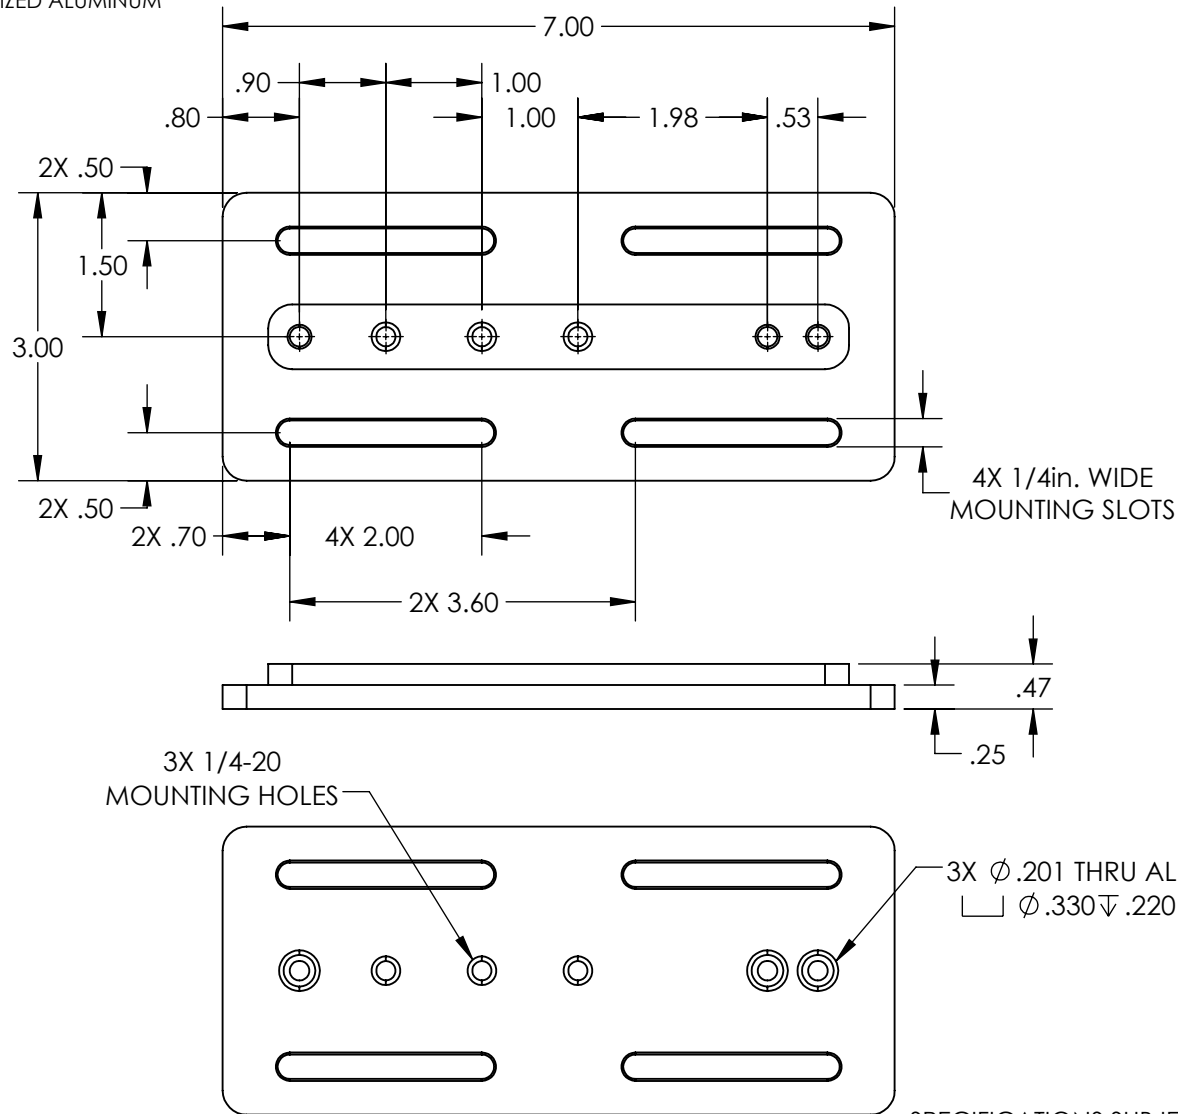 7.00
.90
1.00
.80
1.00
1.98
.53
2X .50
1.50
3.00
2X .50
2X .70
4X 2.00
4X 1/4in. WIDE
MOUNTING SLOTS
2X 3.60
.47
.25
3X 1/4-20
MOUNTING HOLES
3X ⌀.201 THRU AL
⌴ ⌀.330↧.220